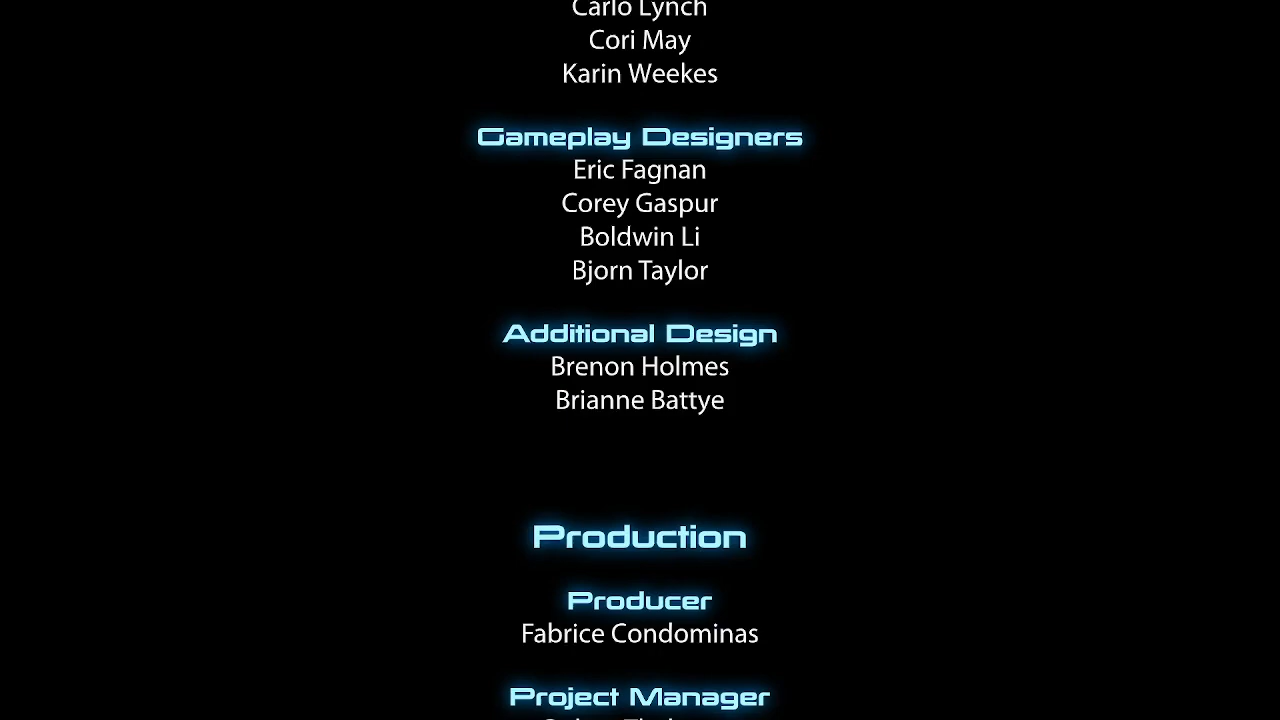 Carlo Lynch
Cori May
Karin Weekes
Gameplay Designers
Eric Fagnan
Corey Gaspur
Boldwin Li
Bjorn Taylor
Additional Design
Brenon Holmes
Brianne Battye
Production
Producer
Fabrice Condominas
Project Manager